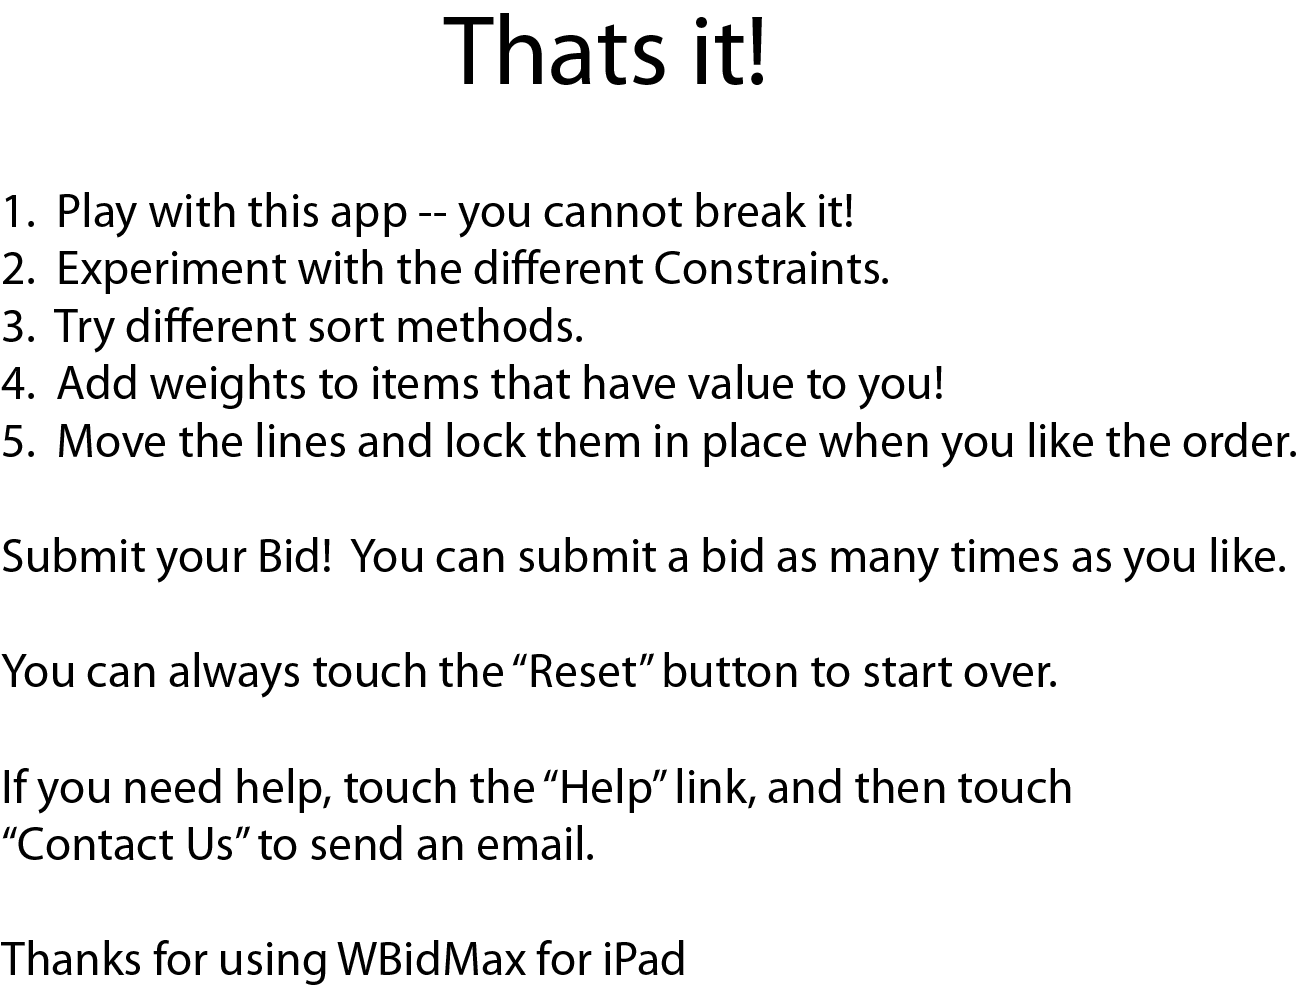 Thats it!
1. Play with this app -- you cannot break it!
2. Experiment with the different Constraints.
3. Try different sort methods.
4. Add weights to items that have value to you!
5. Move the lines and lock them in place when you like the order.
Submit your Bid! You can submit a bid as many times as you like.
You can always touch the “Reset” button to start over.
If you need help, touch the “Help” link, and then touch
“Contact Us” to send an email.
Thanks for using WBidMax for iPad